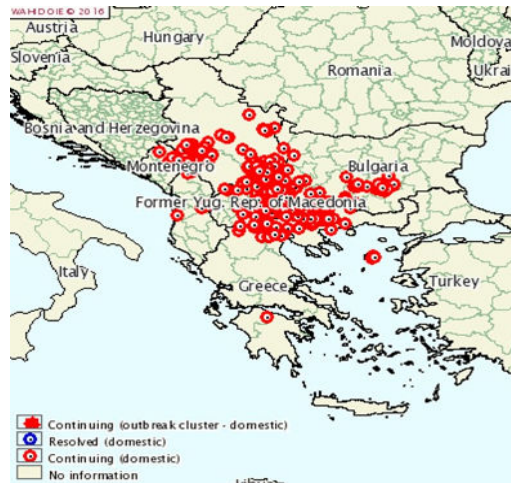 WAHID OIE © 2016
Austria
Hungary
Moldova
Slovenia
Romania
Ukrai
Bosnia and Herzegovina
Montenegro
Bulgaria
Former Yug. Rep. of Macedonia
Italy
Greece
Turkey
Continuing (outbreak cluster - domestic)
Resolved (domestic)
Continuing (domestic)
No information